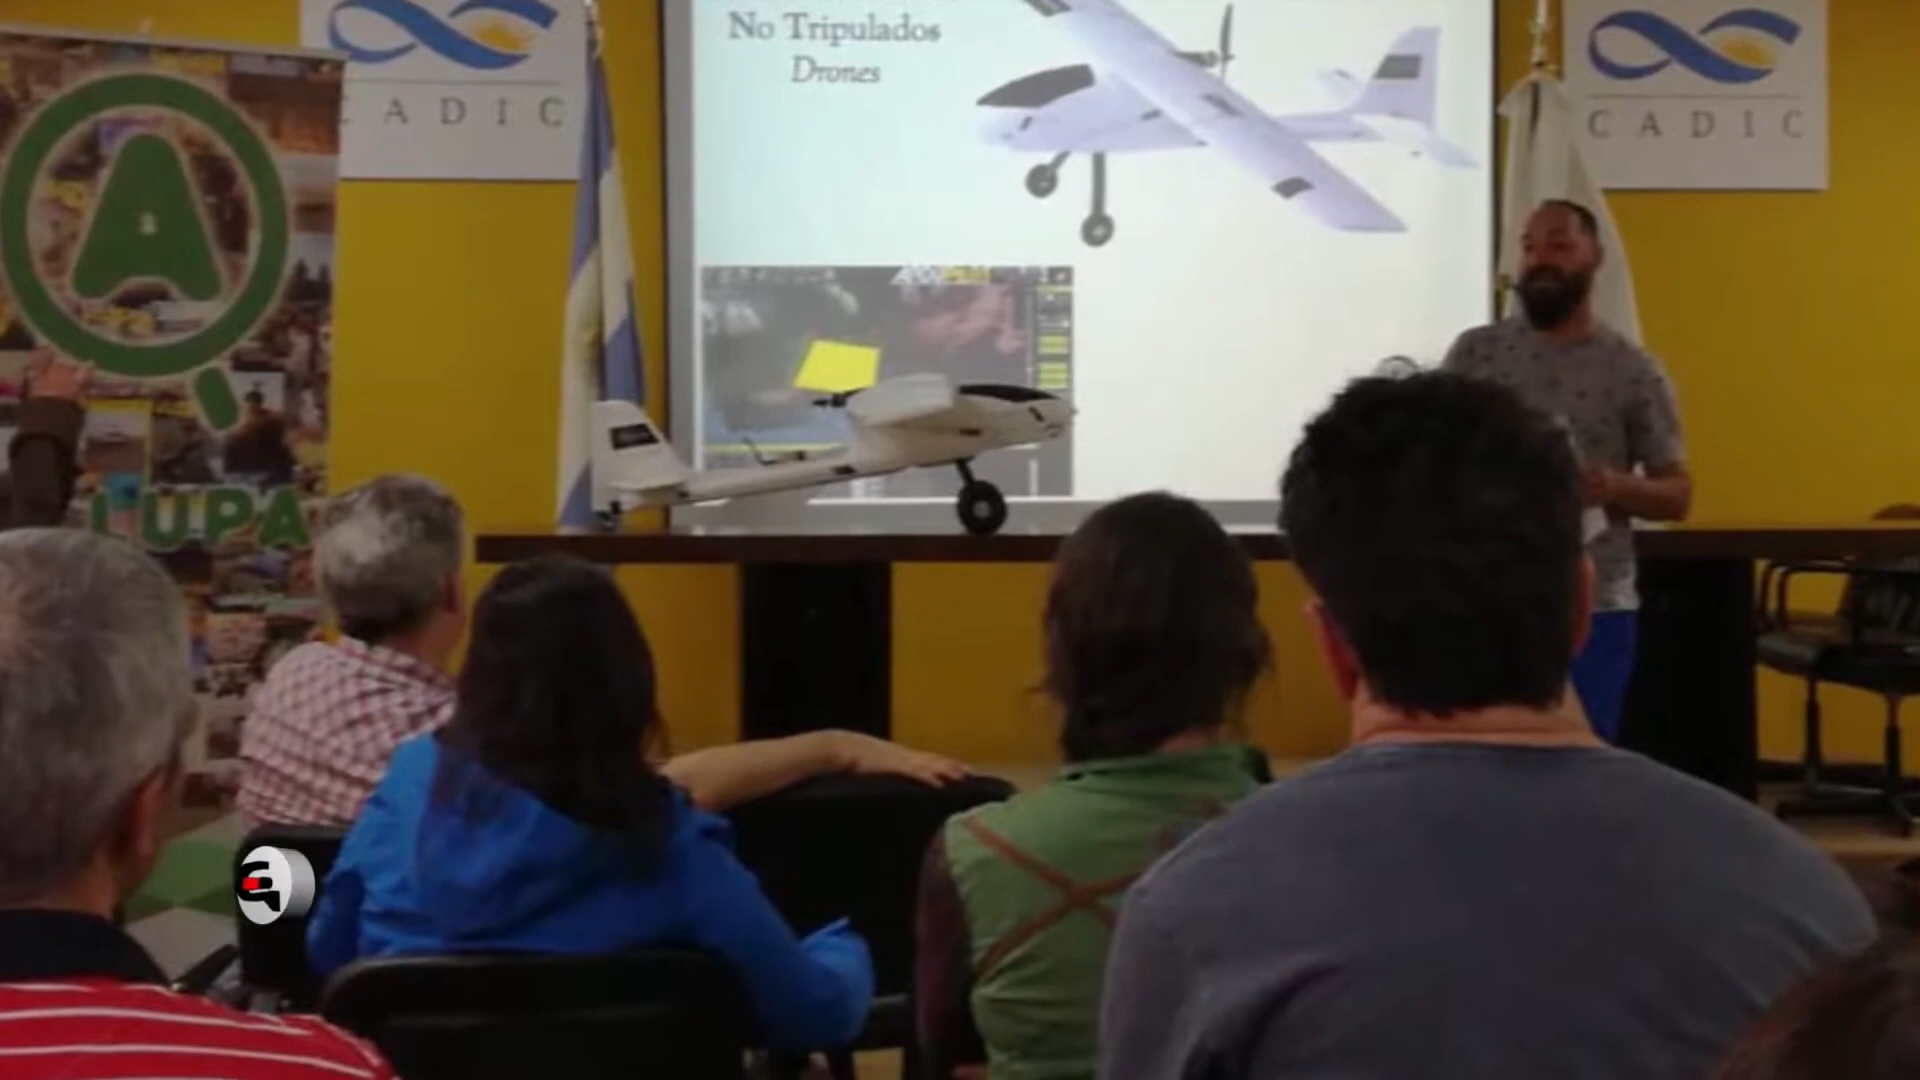 No Tripulados
Drones
CADIC
CADIC
A
LUPA